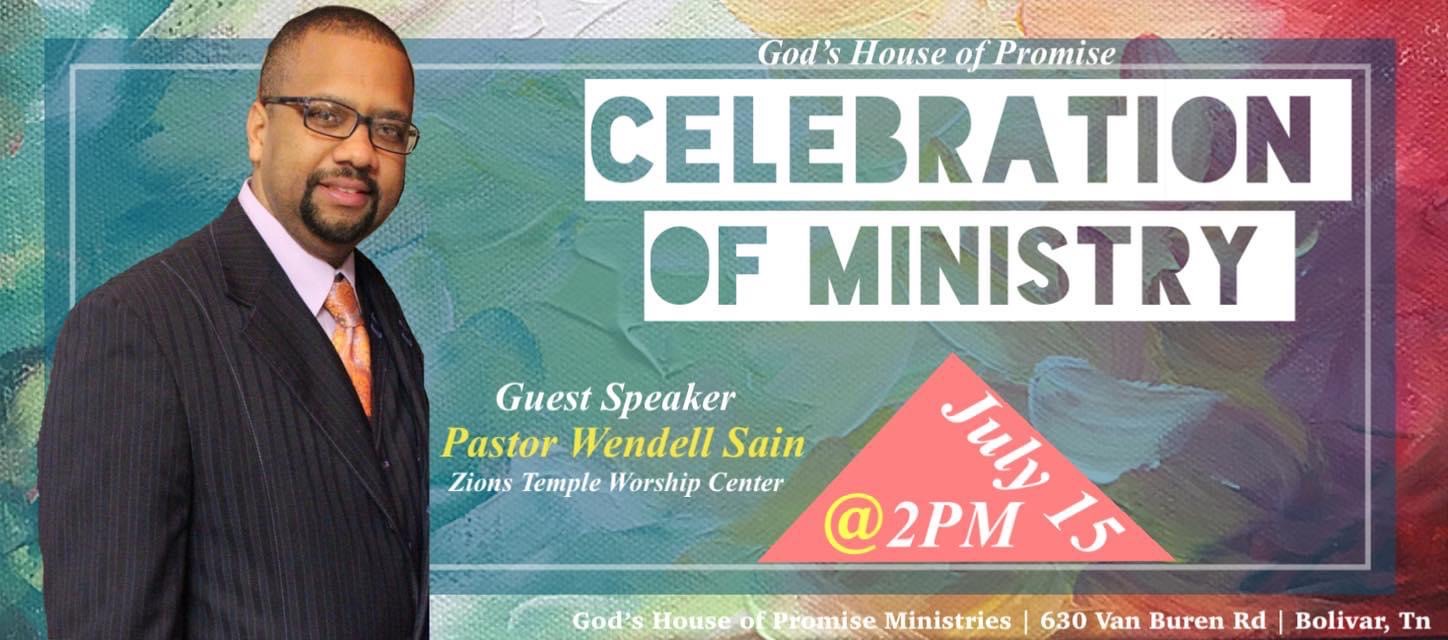 God's House of Promise
CELEBRATION
OF MINISTRY
Guest Speaker
Pastor Wendell Sain
Zions Temple Worship Center
July 15
@2PM
God's House of Promise Ministries | 630 Van Buren Rd | Bolivar, Tn